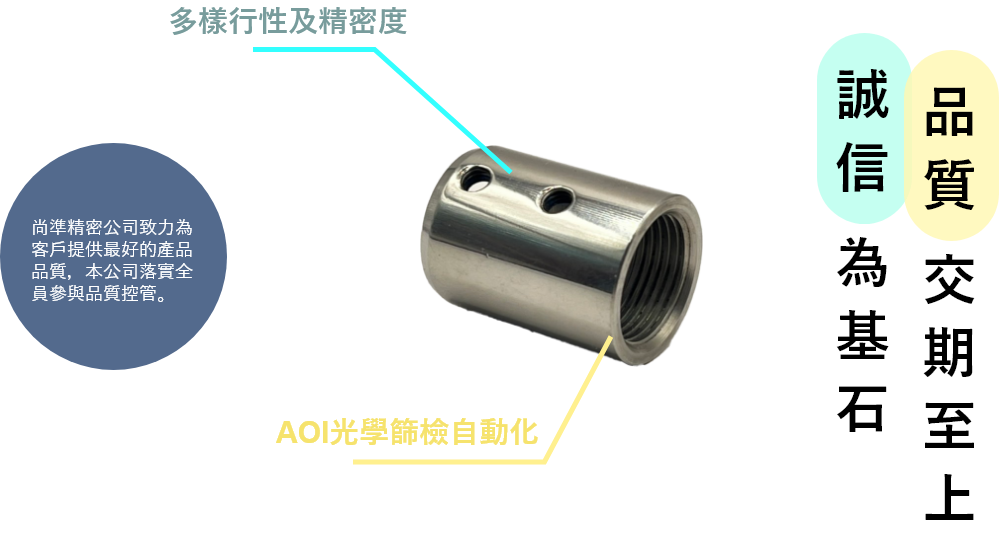 多樣行性及精密度
尚準精密公司致力為
客戶提供最好的產品
品質，本公司落實全
員參與品質控管。
AOI光學篩檢自動化
品質交期至上
誠信為基石